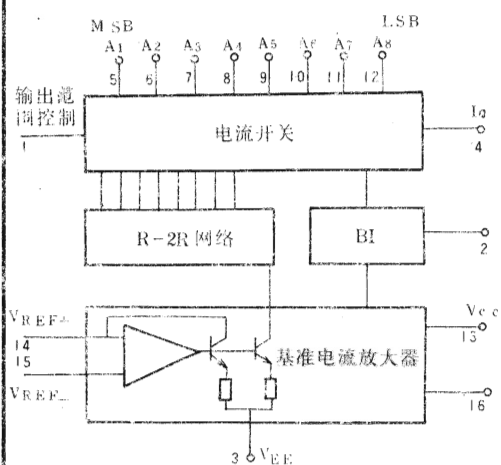 MSB LSB
A1 A2 A3 A4 A5 A6 A7 A8
5 6 7 8 9 10 11 12
输出范
围控制
1
电流开关
Io
4
R-2R 网络
BI
2
VREF+
14
15
VREF-
基准电流放大器
Vcc
13
16
3 VEE